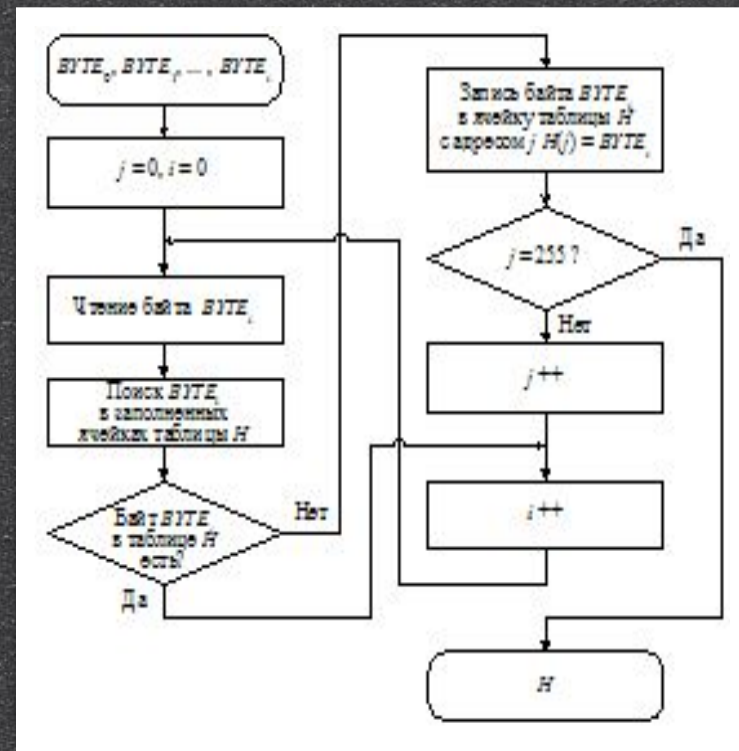 BYTE₀, BYTE₁, ... , BYTEᵢ
j = 0, i = 0
Чтение байта BYTEᵢ
Поиск BYTEᵢ
в заполненных
ячейках таблицы H
Байт BYTEᵢ
в таблице H
есть?
Нет
Да
Запись байта BYTEᵢ
в ячейку таблицы H
с адресом j H(j) = BYTEᵢ
j = 255 ?
Да
Нет
j ++
i ++
H